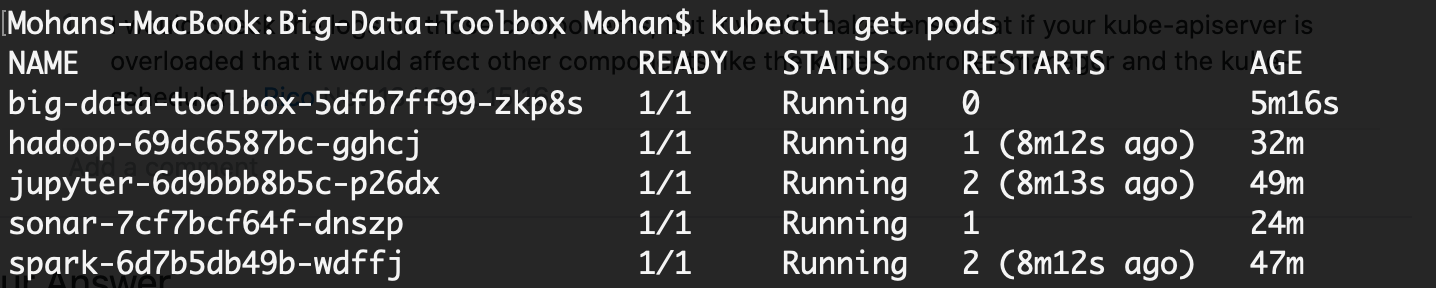 [Mohans-MacBook:Big-Data-Toolbox Mohan$ kubectl get pods
NAME READY STATUS RESTARTS AGE
big-data-toolbox-5dfb7ff99-zkp8s 1/1 Running 0 5m16s
hadoop-69dc6587bc-gghcj 1/1 Running 1 (8m12s ago) 32m
jupyter-6d9bbb8b5c-p26dx 1/1 Running 2 (8m13s ago) 49m
Add a comment
sonar-7cf7bcf64f-dnszp 1/1 Running 1 24m
spark-6d7b5db49b-wdffj 1/1 Running 2 (8m12s ago) 47m